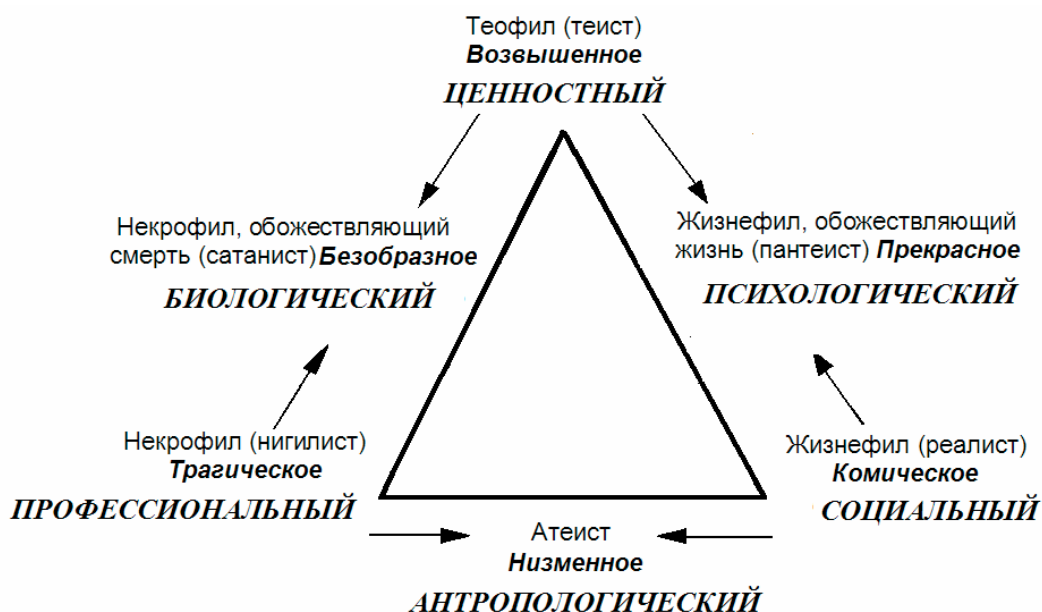 Теофил (теист)
Возвышенное
ЦЕННОСТНЫЙ
Некрофил, обожествляющий
смерть (сатанист) Безобразное
БИОЛОГИЧЕСКИЙ
Жизнефил, обожествляющий
жизнь (пантеист) Прекрасное
ПСИХОЛОГИЧЕСКИЙ
Некрофил (нигилист)
Трагическое
ПРОФЕССИОНАЛЬНЫЙ
Жизнефил (реалист)
Комическое
СОЦИАЛЬНЫЙ
Атеист
Низменное
АНТРОПОЛОГИЧЕСКИЙ